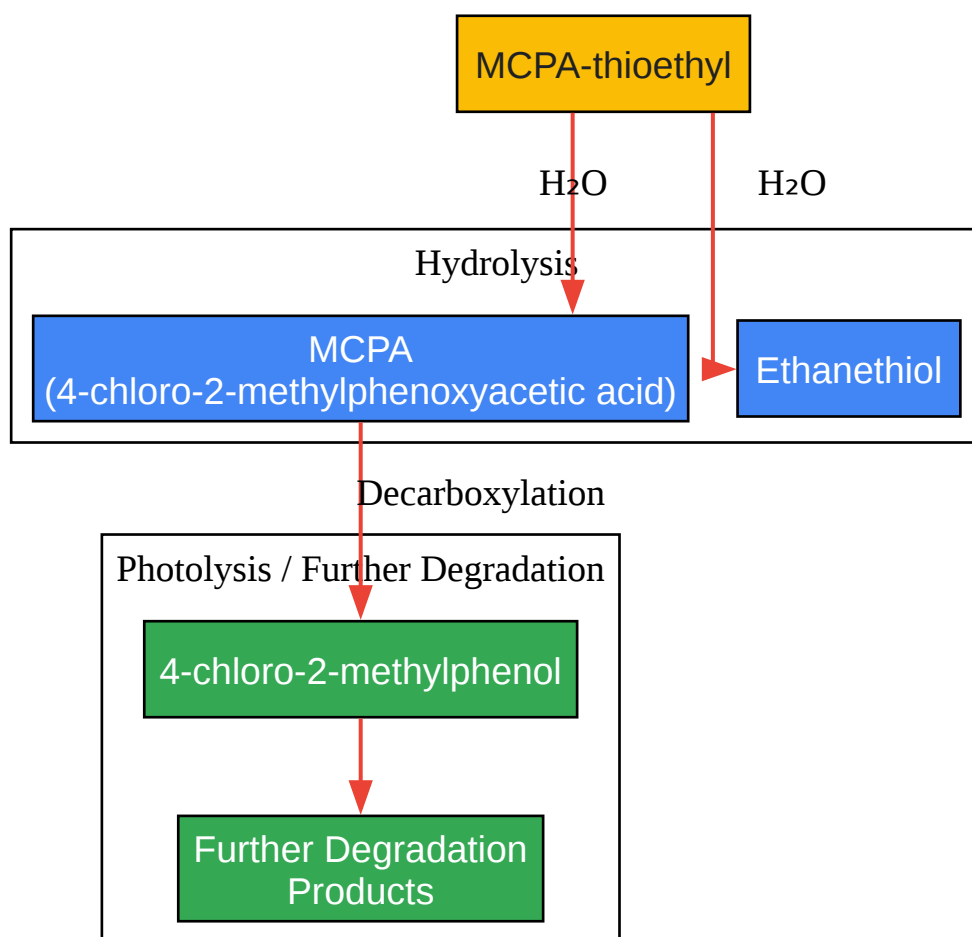 MCPA-thioethyl
H₂O
H₂O
Hydrolysis
MCPA
(4-chloro-2-methylphenoxyacetic acid)
Ethanethiol
Decarboxylation
Photolysis / Further Degradation
4-chloro-2-methylphenol
Further Degradation
Products